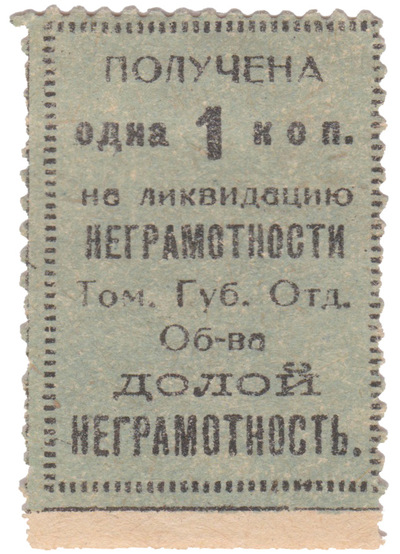 ПОЛУЧЕНА
одна 1 коп.
на ликвидацию
НЕГРАМОТНОСТИ
Том. Губ. Отд.
Об-ва
ДОЛОЙ
НЕГРАМОТНОСТЬ.